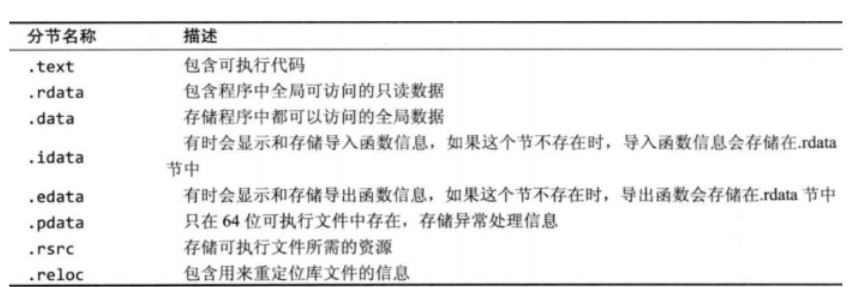 分节名称 描述
.text 包含可执行代码
.rdata 包含程序中全局可访问的只读数据
.data 存储程序中都可以访问的全局数据
.idata 有时会显示和存储导入函数信息，如果这个节不存在时，导入函数信息会存储在.rdata
节中
.edata 有时会显示和存储导出函数信息，如果这个节不存在时，导出函数会存储在.rdata 节中
.pdata 只在 64 位可执行文件中存在，存储异常处理信息
.rsrc 存储可执行文件所需的资源
.reloc 包含用来重定位库文件的信息